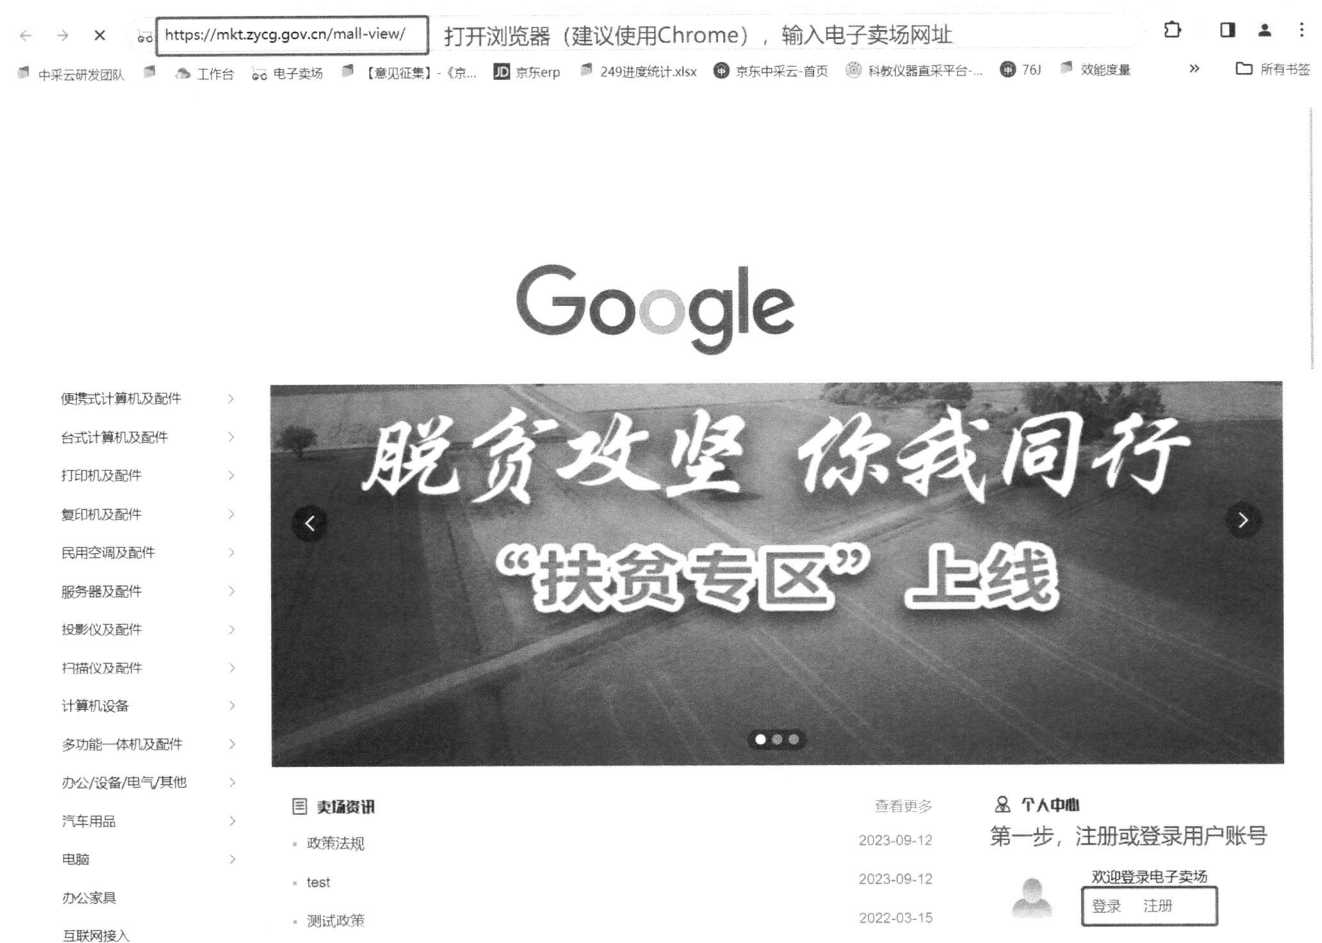 https://mkt.zycg.gov.cn/mall-view/ 打开浏览器（建议使用Chrome），输入电子卖场网址
中采云研发团队 工作台 电子卖场 【意见征集】-《京... JD 京东erp 249进度统计.xlsx 京东中采云-首页 科教仪器直采平台-... 76J 效能度量 » 所有书签
Google
便携式计算机及配件
台式计算机及配件
打印机及配件
复印机及配件
民用空调及配件
服务器及配件
投影仪及配件
扫描仪及配件
计算机设备
多功能一体机及配件
办公/设备/电气/其他
汽车用品
电脑
办公家具
互联网接入
脱贫攻坚 你我同行
“扶贫专区” 上线
卖场资讯 查看更多
政策法规 2023-09-12
test 2023-09-12
测试政策 2022-03-15
个人中心
第一步，注册或登录用户账号
欢迎登录电子卖场
登录 注册